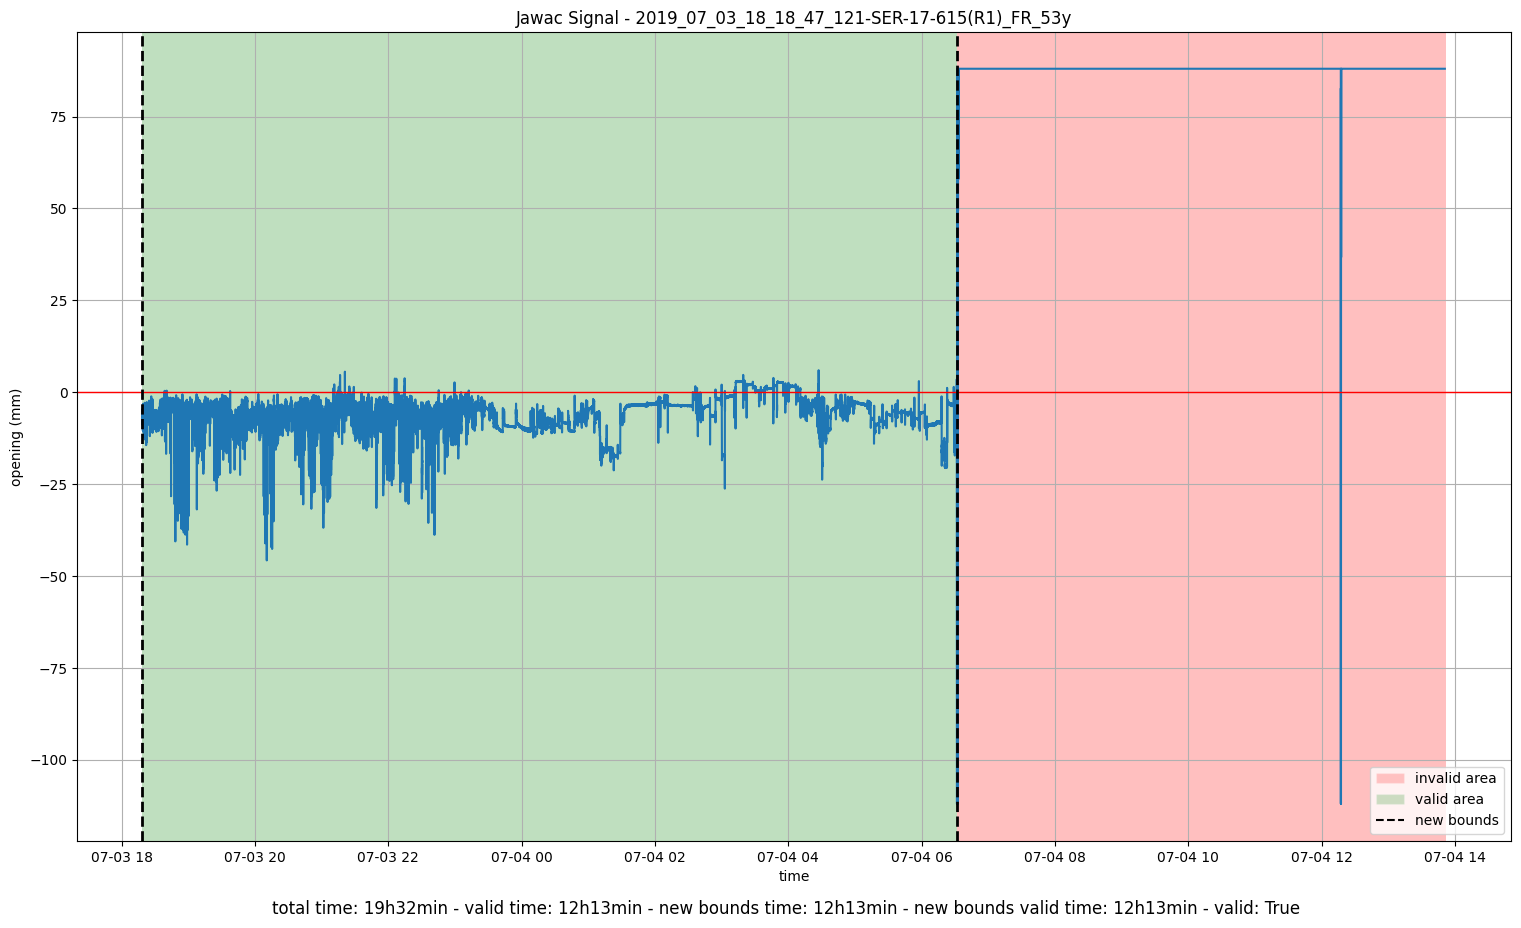 Jawac Signal - 2019_07_03_18_18_47_121-SER-17-615(R1)_FR_53y
opening (mm)
75
50
25
0
−25
−50
−75
−100
invalid area
valid area
new bounds
07-03 18 07-03 20 07-03 22 07-04 00 07-04 02 07-04 04 07-04 06 07-04 08 07-04 10 07-04 12 07-04 14
time
total time: 19h32min - valid time: 12h13min - new bounds time: 12h13min - new bounds valid time: 12h13min - valid: True